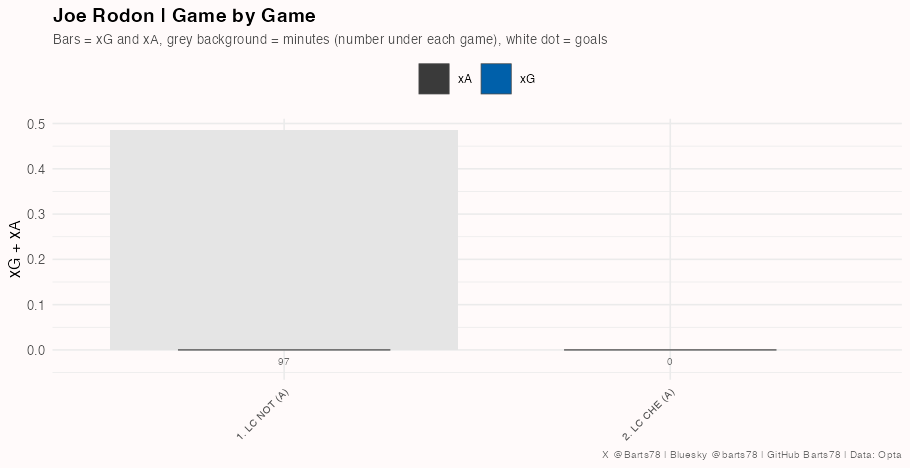 Joe Rodon | Game by Game
Bars = xG and xA, grey background = minutes (number under each game), white dot = goals
xA xG
xG + xA
0.5
0.4
0.3
0.2
0.1
0.0
97 0
1. LC NOT (A) 2. LC CHE (A)
X @Barts78 | Bluesky @barts78 | GitHub Barts78 | Data: Opta